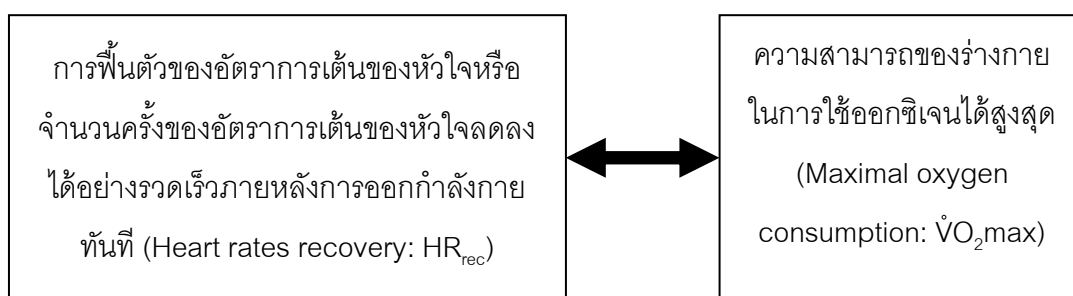 การฟื้นตัวของอัตราการเต้นของหัวใจหรือ
จำนวนครั้งของอัตราการเต้นของหัวใจลดลง
ได้อย่างรวดเร็วภายหลังการออกกำลังกาย
ทันที (Heart rates recovery: HRrec)
ความสามารถของร่างกาย
ในการใช้ออกซิเจนได้สูงสุด
(Maximal oxygen
consumption: V̊O₂max)